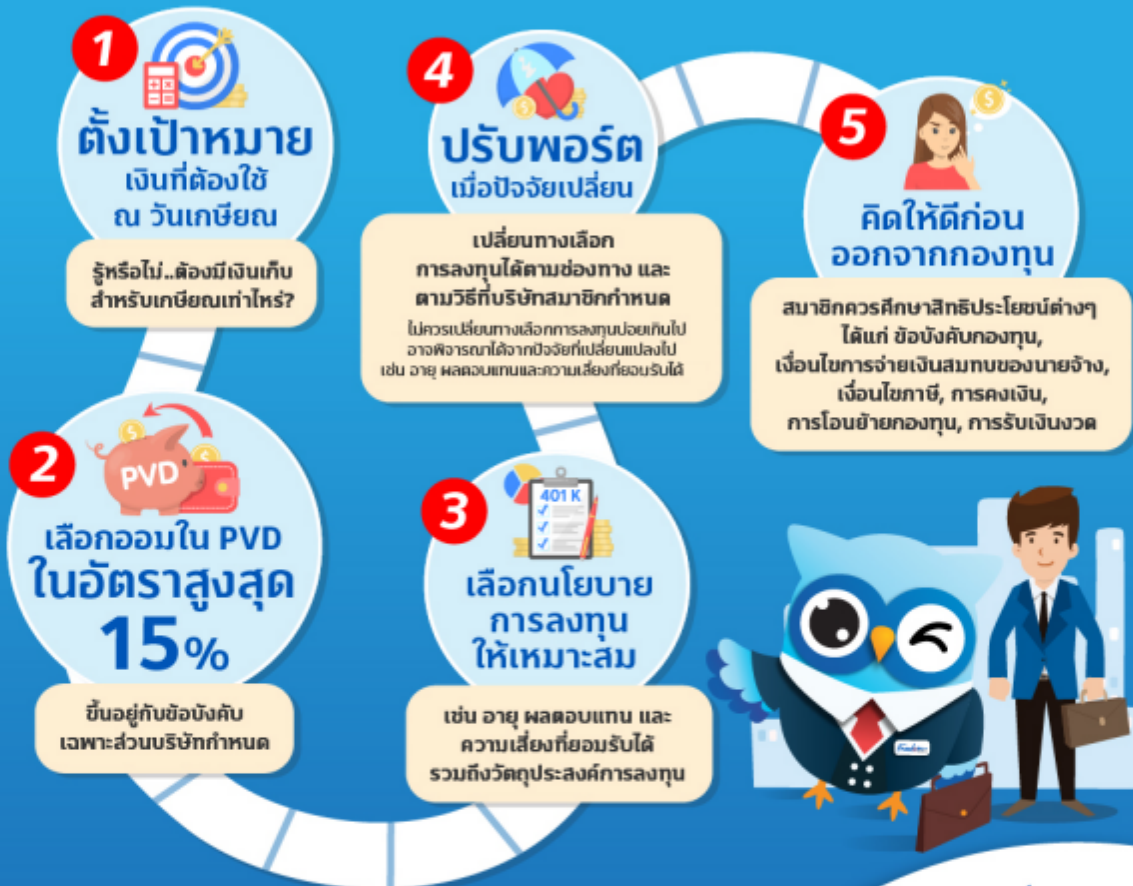 1
ตั้งเป้าหมาย
เงินที่ต้องใช้
ณ วันเกษียณ
รู้หรือไม่..ต้องมีเงินเก็บ
สำหรับเกษียณเท่าไหร่?
2
PVD
เลือกออมใน PVD
ในอัตราสูงสุด
15%
ขึ้นอยู่กับข้อบังคับ
เฉพาะส่วนบริษัทกำหนด
3
401 K
เลือกนโยบาย
การลงทุน
ให้เหมาะสม
เช่น อายุ ผลตอบแทน และ
ความเสี่ยงที่ยอมรับได้
รวมถึงวัตถุประสงค์การลงทุน
4
ปรับพอร์ต
เมื่อปัจจัยเปลี่ยน
เปลี่ยนทางเลือก
การลงทุนได้ตามช่องทาง และ
ตามวิธีที่บริษัทสมาชิกกำหนด
ไม่ควรเปลี่ยนทางเลือกการลงทุนบ่อยเกินไป
อาจพิจารณาได้จากปัจจัยที่เปลี่ยนแปลงไป
เช่น อายุ ผลตอบแทนและความเสี่ยงที่ยอมรับได้
5
คิดให้ดีก่อน
ออกจากกองทุน
สมาชิกควรศึกษาสิทธิประโยชน์ต่างๆ
ได้แก่ ข้อบังคับกองทุน,
เงื่อนไขการจ่ายเงินสมทบของนายจ้าง,
เงื่อนไขภาษี, การคงเงิน,
การโอนย้ายกองทุน, การรับเงินงวด